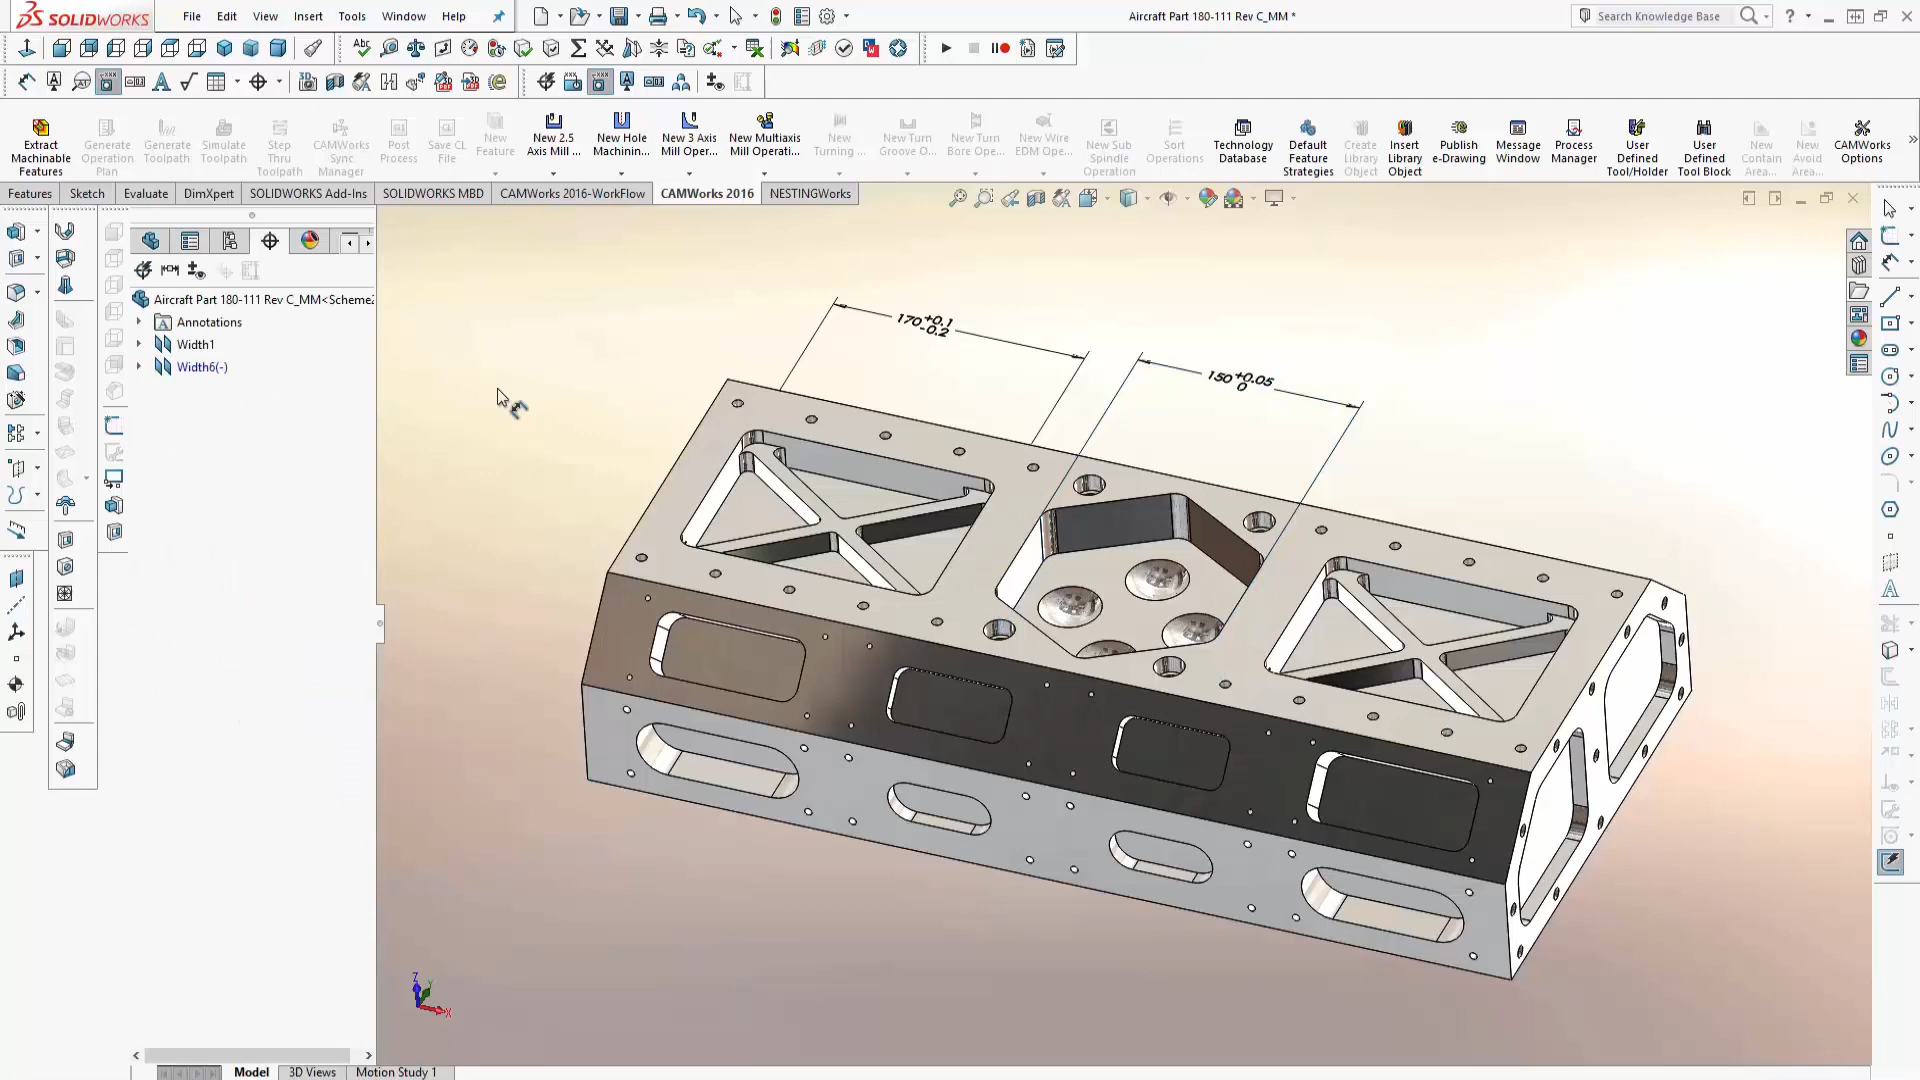 SOLIDWORKS
File Edit View Insert Tools Window Help
Aircraft Part 180-111 Rev C_MM *
Search Knowledge Base
Extract Machinable Features
Generate Operation Plan
Generate Toolpath
Simulate Toolpath
Step Thru Toolpath
CAMWorks Sync Manager
Post Process
Save CL File
New Feature
New 2.5 Axis Mill ...
New Hole Machinin...
New 3 Axis Mill Oper...
New Multiaxis Mill Operati...
New Turning ...
New Turn Groove O...
New Turn Bore Ope...
New Wire EDM Ope...
New Sub Spindle Operation
Sort Operations
Technology Database
Default Feature Strategies
Create Library Object
Insert Library Object
Publish e-Drawing
Message Window
Process Manager
User Defined Tool/Holder
User Defined Tool Block
New Contain Area...
New Avoid Area...
CAMWorks Options
Features Sketch Evaluate DimXpert SOLIDWORKS Add-Ins SOLIDWORKS MBD CAMWorks 2016-WorkFlow CAMWorks 2016 NESTINGWorks
Aircraft Part 180-111 Rev C_MM<Scheme2
Annotations
Width1
Width6(-)
170 +0.1 -0.2
150 +0.05 0
Z
Y
X
Model 3D Views Motion Study 1